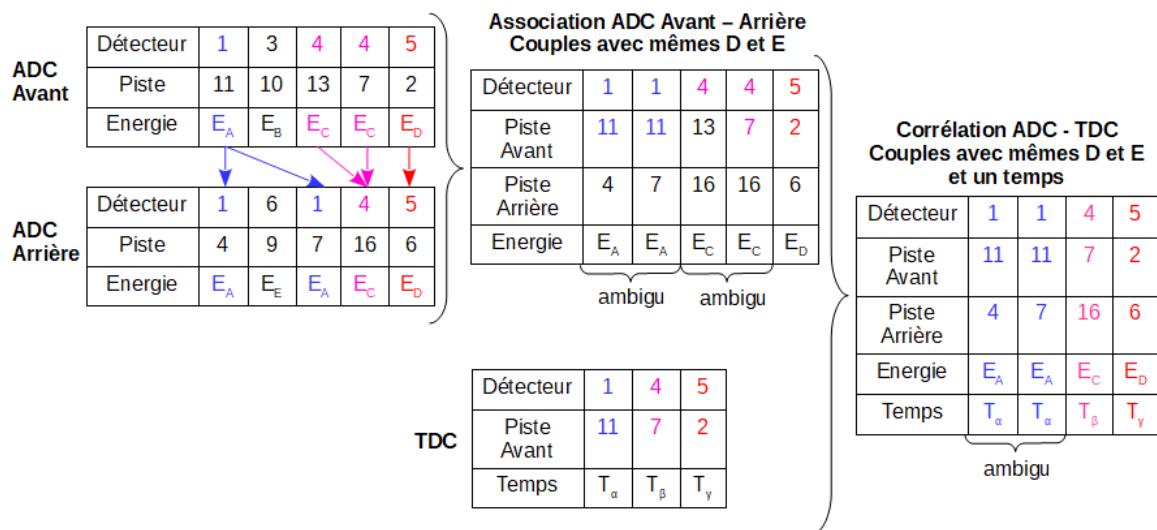 ADC Avant
Détecteur 1 3 4 4 5
Piste 11 10 13 7 2
Energie E_A E_B E_C E_C E_D
ADC Arrière
Détecteur 1 6 1 4 5
Piste 4 9 7 16 6
Energie E_A E_E E_A E_C E_D
Association ADC Avant – Arrière
Couples avec mêmes D et E
Détecteur 1 1 4 4 5
Piste Avant 11 11 13 7 2
Piste Arrière 4 7 16 16 6
Energie E_A E_A E_C E_C E_D
ambigu ambigu
TDC
Détecteur 1 4 5
Piste Avant 11 7 2
Temps T_α T_β T_γ
Corrélation ADC - TDC
Couples avec mêmes D et E
et un temps
Détecteur 1 1 4 5
Piste Avant 11 11 7 2
Piste Arrière 4 7 16 6
Energie E_A E_A E_C E_D
Temps T_α T_α T_β T_γ
ambigu